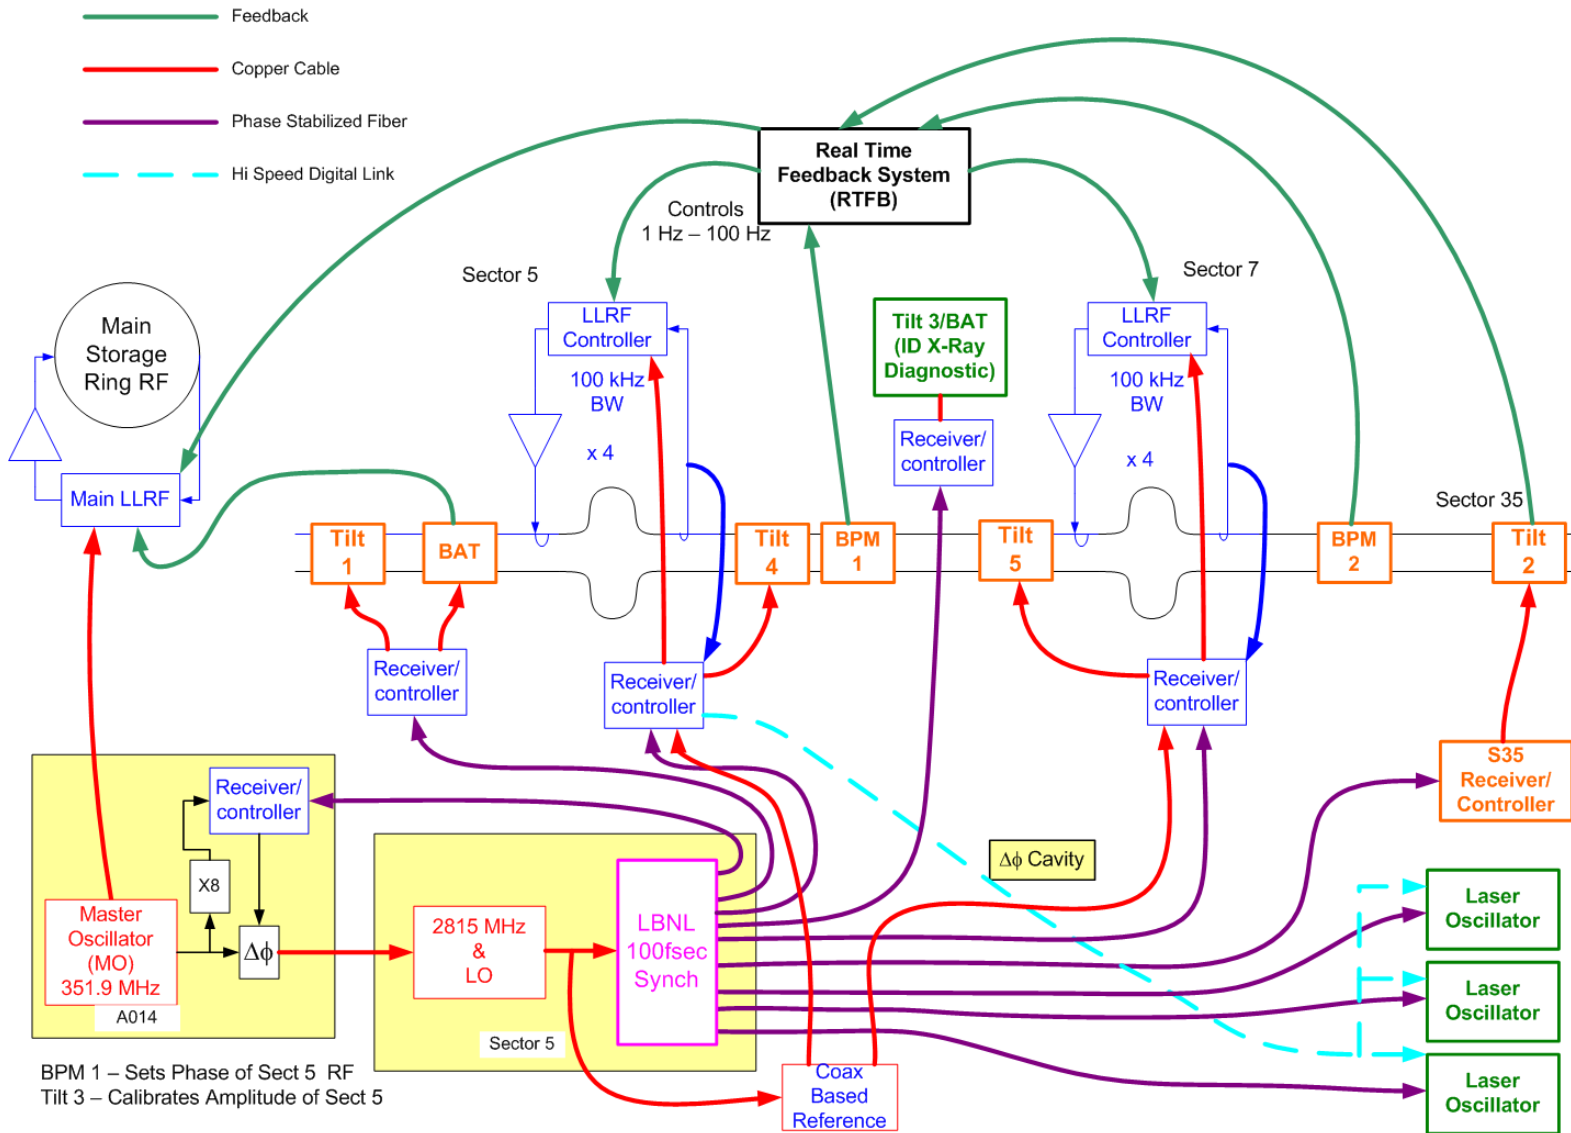 Feedback
Copper Cable
Phase Stabilized Fiber
Hi Speed Digital Link
Real Time
Feedback System
(RTFB)
Controls
1 Hz – 100 Hz
Sector 5
Sector 7
LLRF
Controller
100 kHz
BW
x 4
Tilt 3/BAT
(ID X-Ray
Diagnostic)
Receiver/
controller
LLRF
Controller
100 kHz
BW
x 4
Main
Storage
Ring RF
Main LLRF
Sector 35
Tilt
1
BAT
Tilt
4
BPM
1
Tilt
5
BPM
2
Tilt
2
Receiver/
controller
Receiver/
controller
Receiver/
controller
S35
Receiver/
Controller
Receiver/
controller
X8
Master
Oscillator
(MO)
351.9 MHz
Δϕ
A014
2815 MHz
&
LO
LBNL
100fsec
Synch
Sector 5
Δϕ Cavity
Laser
Oscillator
Laser
Oscillator
Laser
Oscillator
Coax
Based
Reference
BPM 1 – Sets Phase of Sect 5  RF
Tilt 3 – Calibrates Amplitude of Sect 5